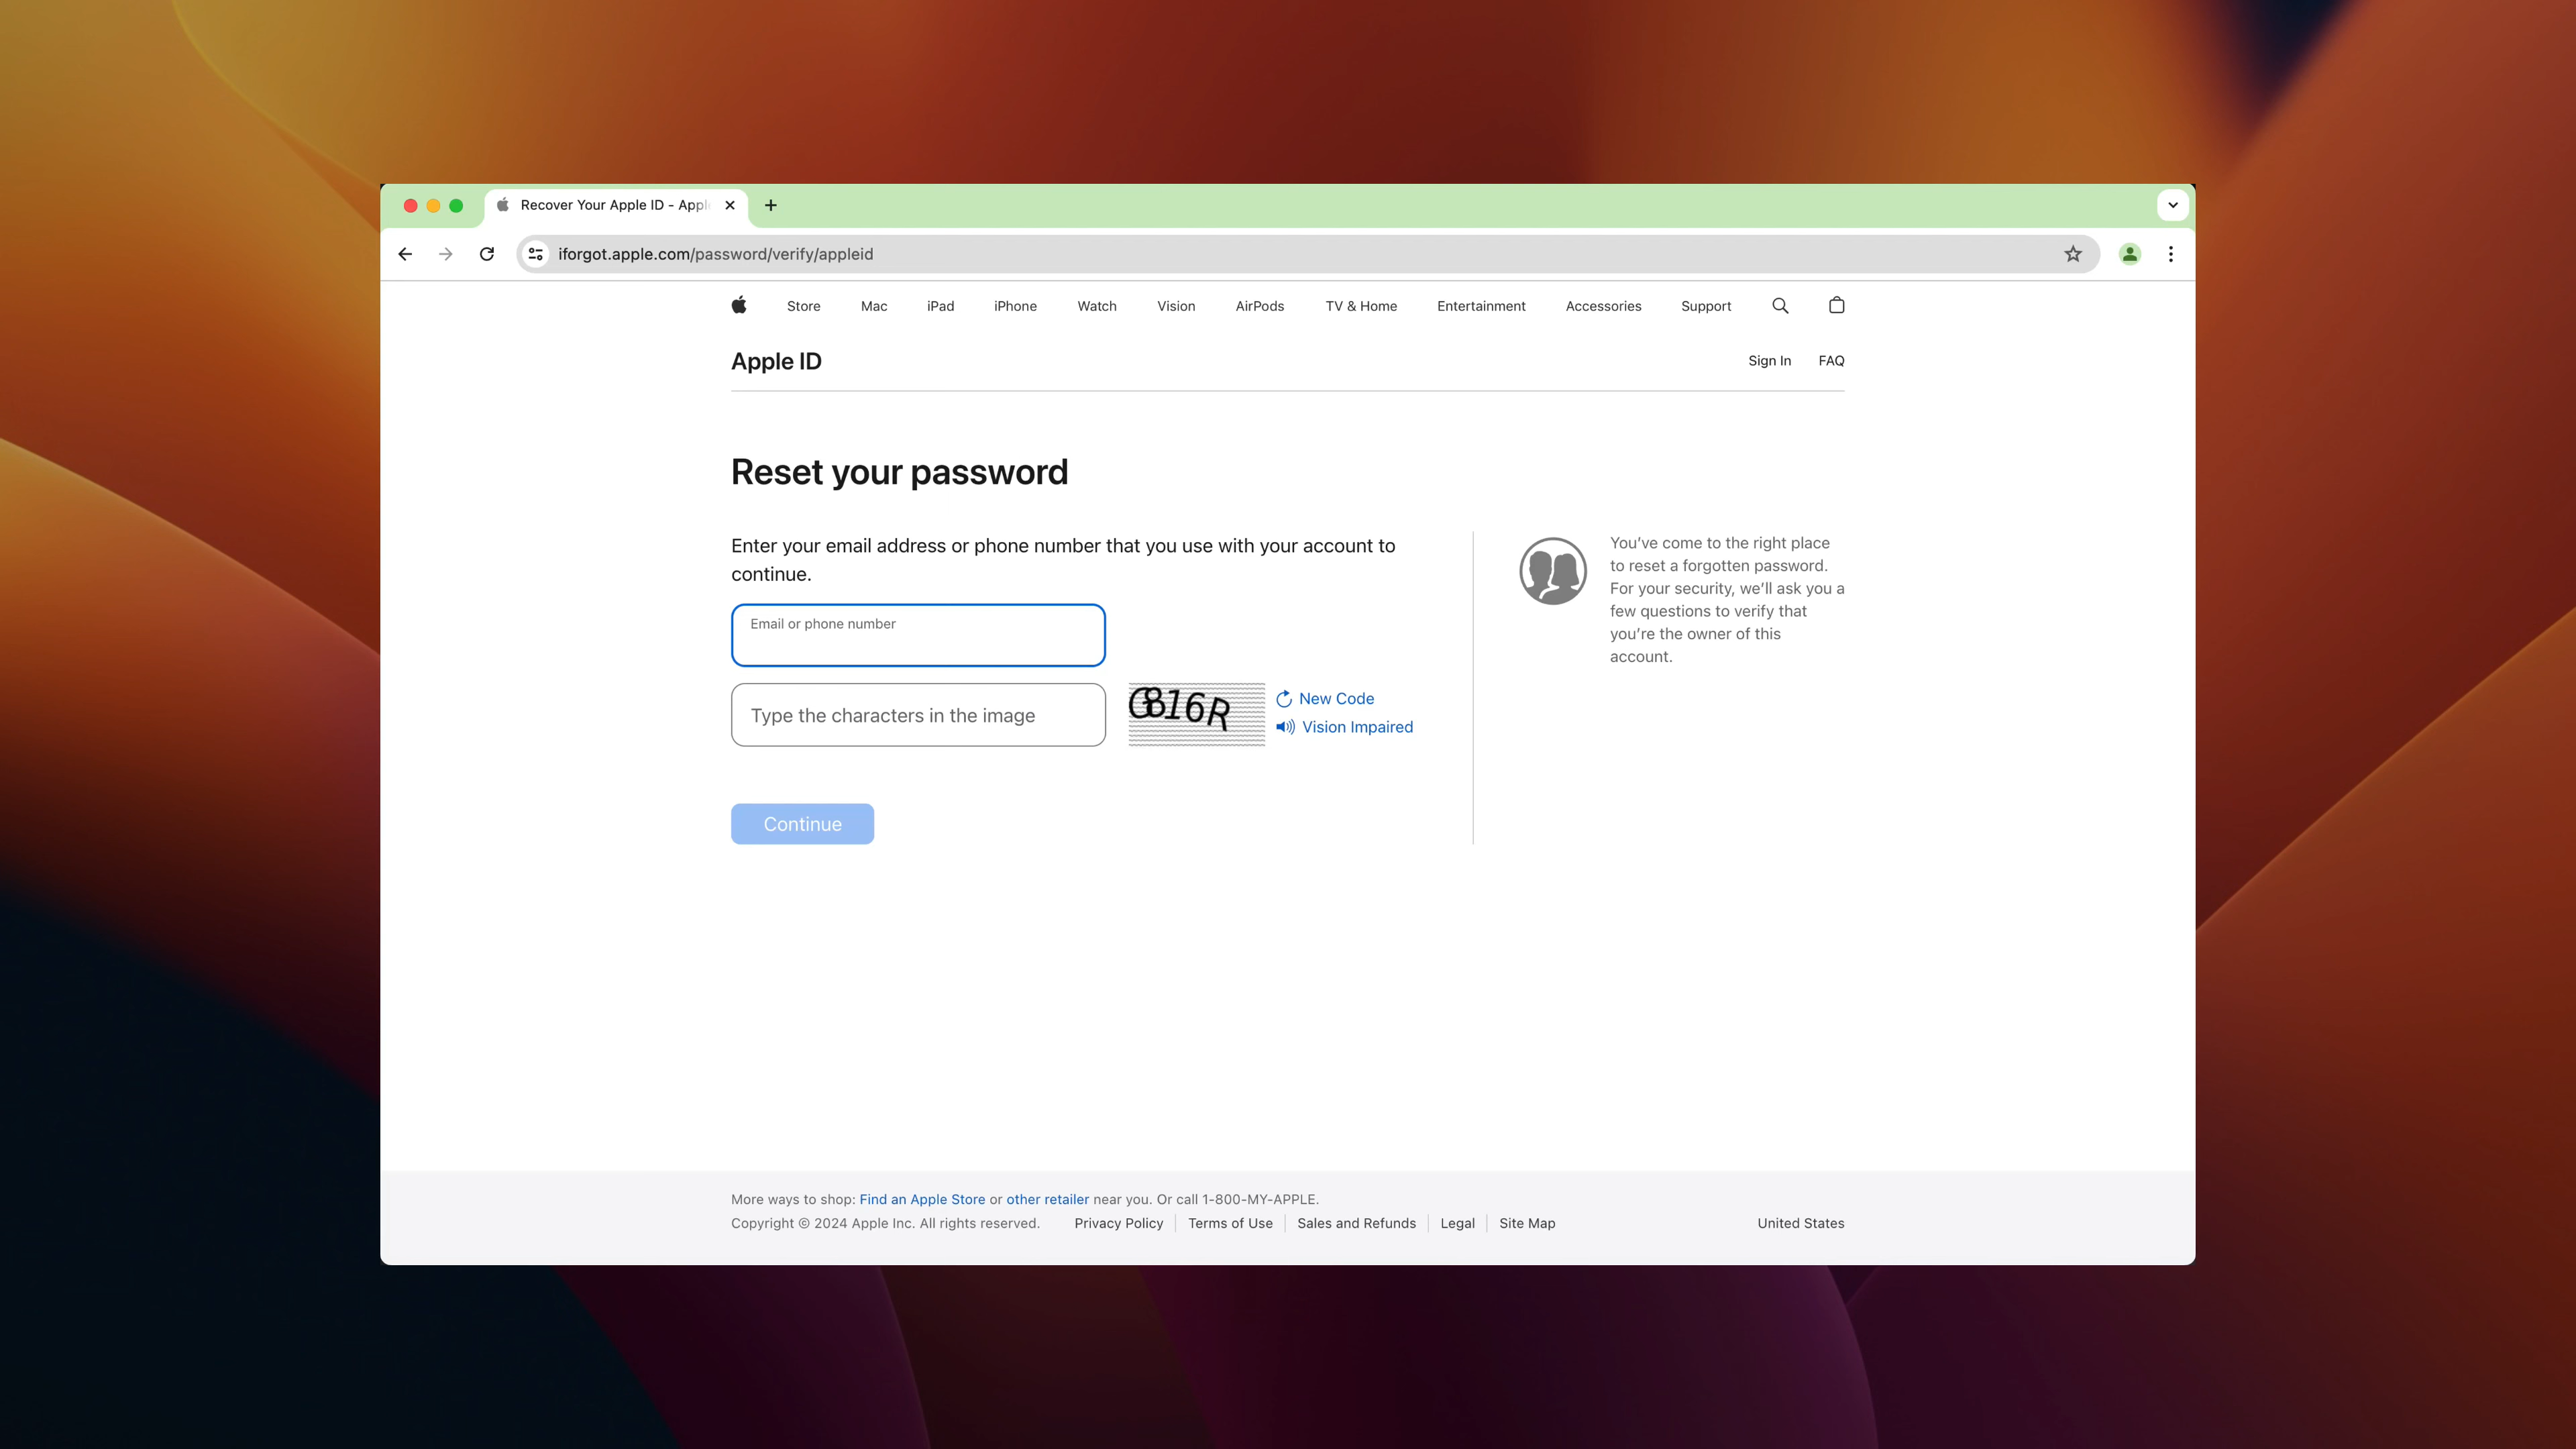 Recover Your Apple ID - Appl
iforgot.apple.com/password/verify/appleid
Store Mac iPad iPhone Watch Vision AirPods TV & Home Entertainment Accessories Support
Apple ID Sign In FAQ
Reset your password
Enter your email address or phone number that you use with your account to
continue.
Email or phone number
Type the characters in the image
New Code
Vision Impaired
Continue
You’ve come to the right place
to reset a forgotten password.
For your security, we’ll ask you a
few questions to verify that
you’re the owner of this
account.
More ways to shop: Find an Apple Store or other retailer near you. Or call 1-800-MY-APPLE.
Copyright © 2024 Apple Inc. All rights reserved. Privacy Policy Terms of Use Sales and Refunds Legal Site Map United States